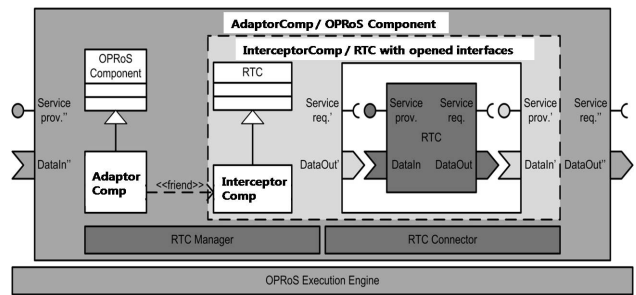 AdaptorComp / OPRoS Component
InterceptorComp / RTC with opened interfaces
OPRoS
Component
RTC
Service
prov.''
Service
req.'
Service
prov.
Service
req.
Service
prov.'
Service
req.''
RTC
DataIn''
DataOut'
DataIn
DataOut
DataIn'
DataOut''
Adaptor
Comp
<<friend>>
Interceptor
Comp
RTC Manager
RTC Connector
OPRoS Execution Engine